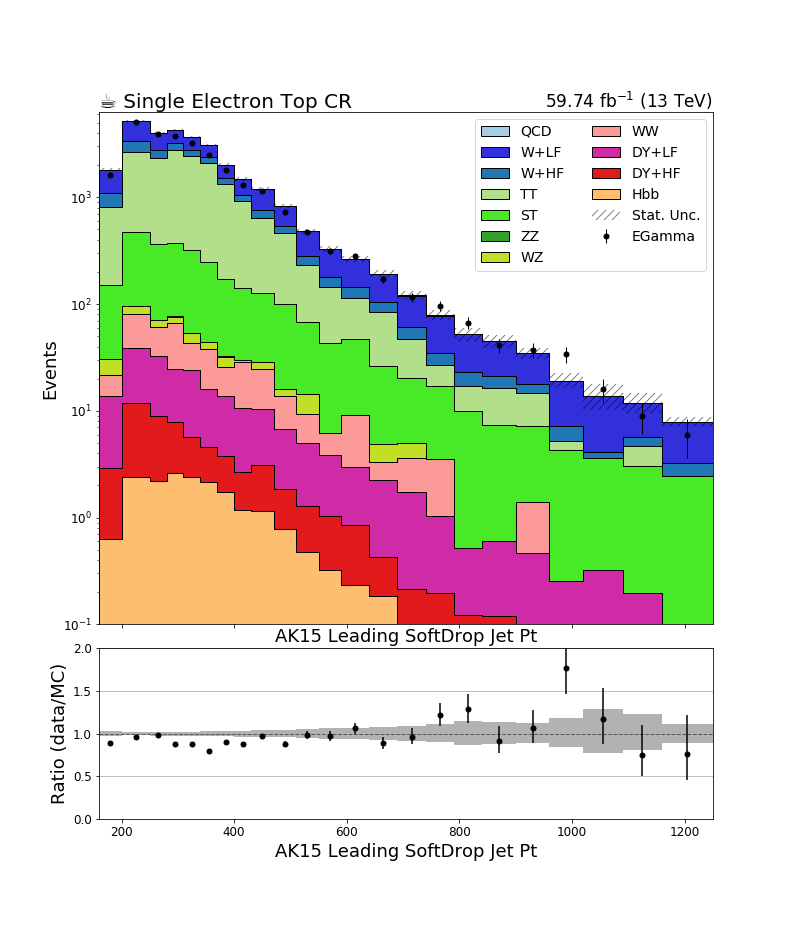 ☕ Single Electron Top CR 59.74 fb⁻¹ (13 TeV)
QCD WW
W+LF DY+LF
W+HF DY+HF
TT Hbb
ST Stat. Unc.
ZZ EGamma
WZ
Events
10³
10²
10¹
10⁰
10⁻¹
AK15 Leading SoftDrop Jet Pt
Ratio (data/MC)
2.0
1.5
1.0
0.5
0.0
200 400 600 800 1000 1200
AK15 Leading SoftDrop Jet Pt